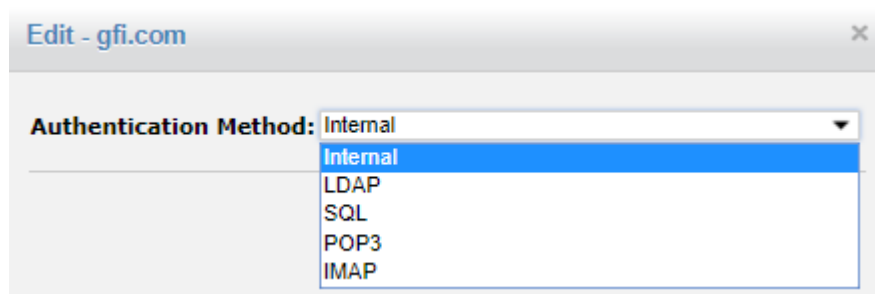 Edit - gfi.com
Authentication Method: Internal
Internal
LDAP
SQL
POP3
IMAP